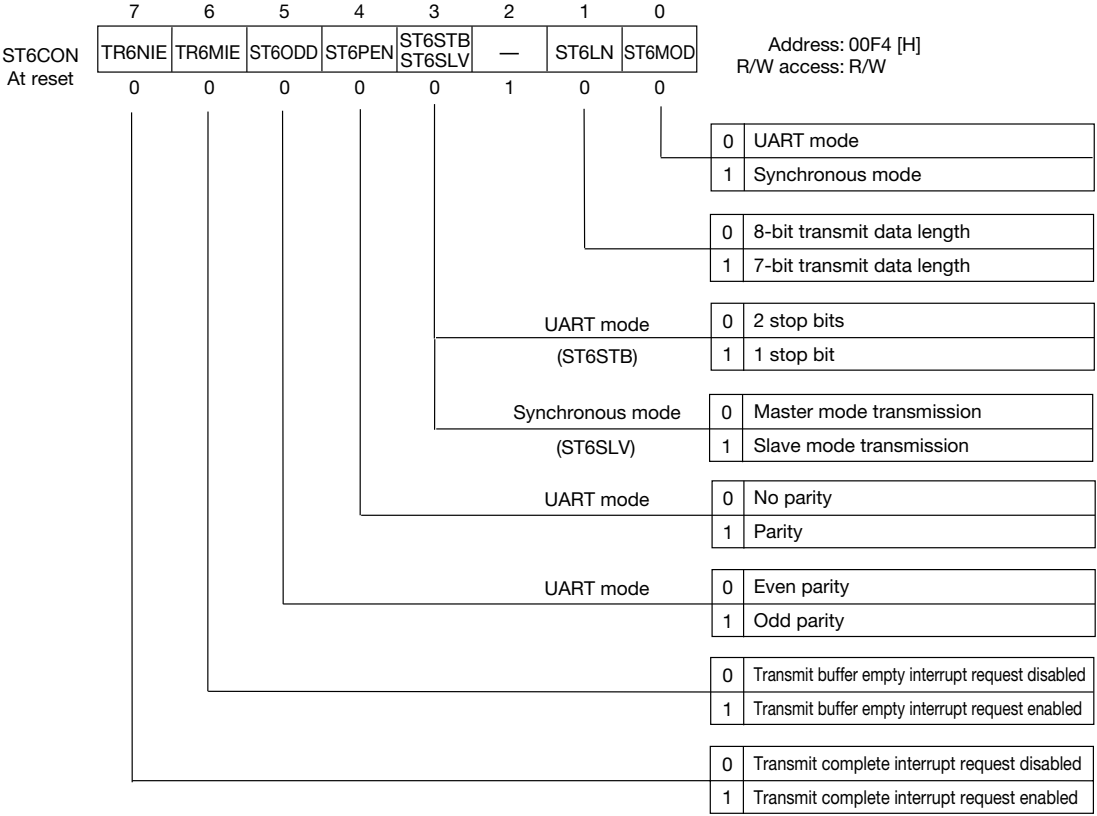 7 6 5 4 3 2 1 0
ST6CON TR6NIE TR6MIE ST6ODD ST6PEN ST6STB ST6SLV — ST6LN ST6MOD
At reset 0 0 0 0 0 1 0 0
Address: 00F4 [H]
R/W access: R/W
0 UART mode
1 Synchronous mode
0 8-bit transmit data length
1 7-bit transmit data length
UART mode
(ST6STB)
0 2 stop bits
1 1 stop bit
Synchronous mode
(ST6SLV)
0 Master mode transmission
1 Slave mode transmission
UART mode
0 No parity
1 Parity
UART mode
0 Even parity
1 Odd parity
0 Transmit buffer empty interrupt request disabled
1 Transmit buffer empty interrupt request enabled
0 Transmit complete interrupt request disabled
1 Transmit complete interrupt request enabled